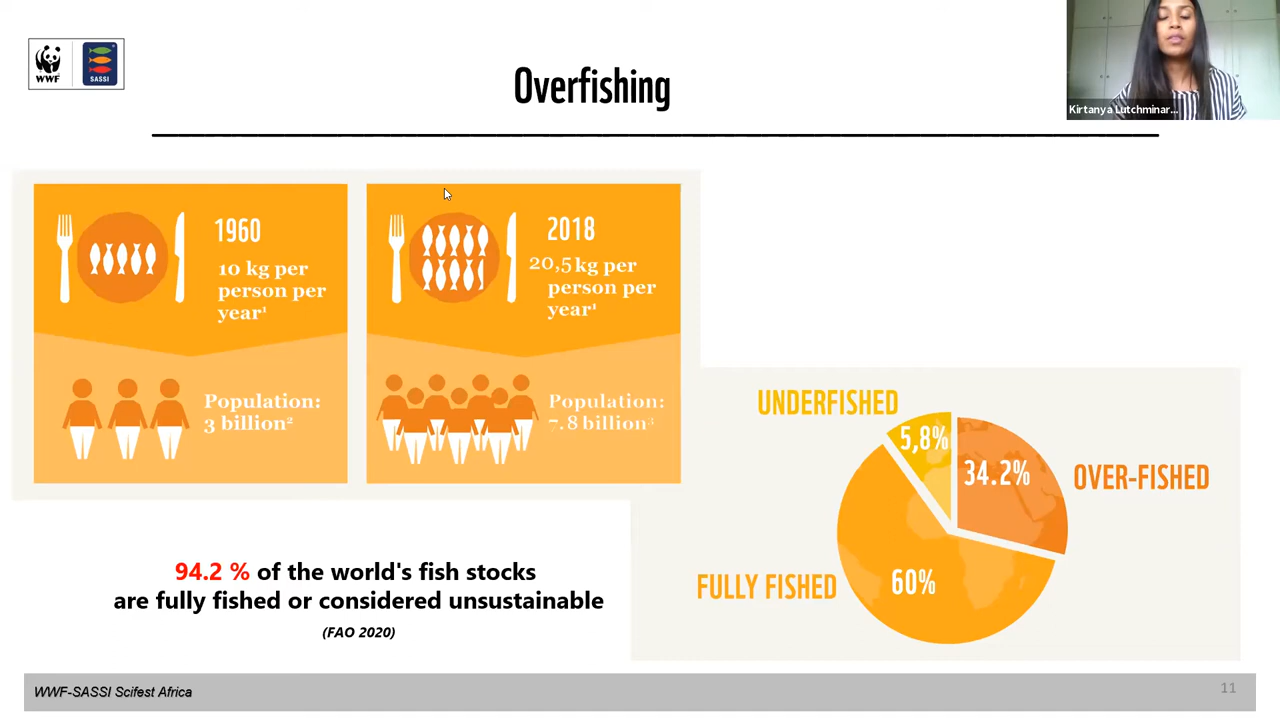 WWF
SASSI
Overfishing
Kirtanya Lutchminar...
1960
10 kg per
person per
year¹
Population:
3 billion²
2018
20,5 kg per
person per
year¹
Population:
7.8 billion³
UNDERFISHED
5,8%
34.2%
OVER-FISHED
FULLY FISHED
60%
94.2 % of the world's fish stocks
are fully fished or considered unsustainable
(FAO 2020)
WWF-SASSI Scifest Africa
11